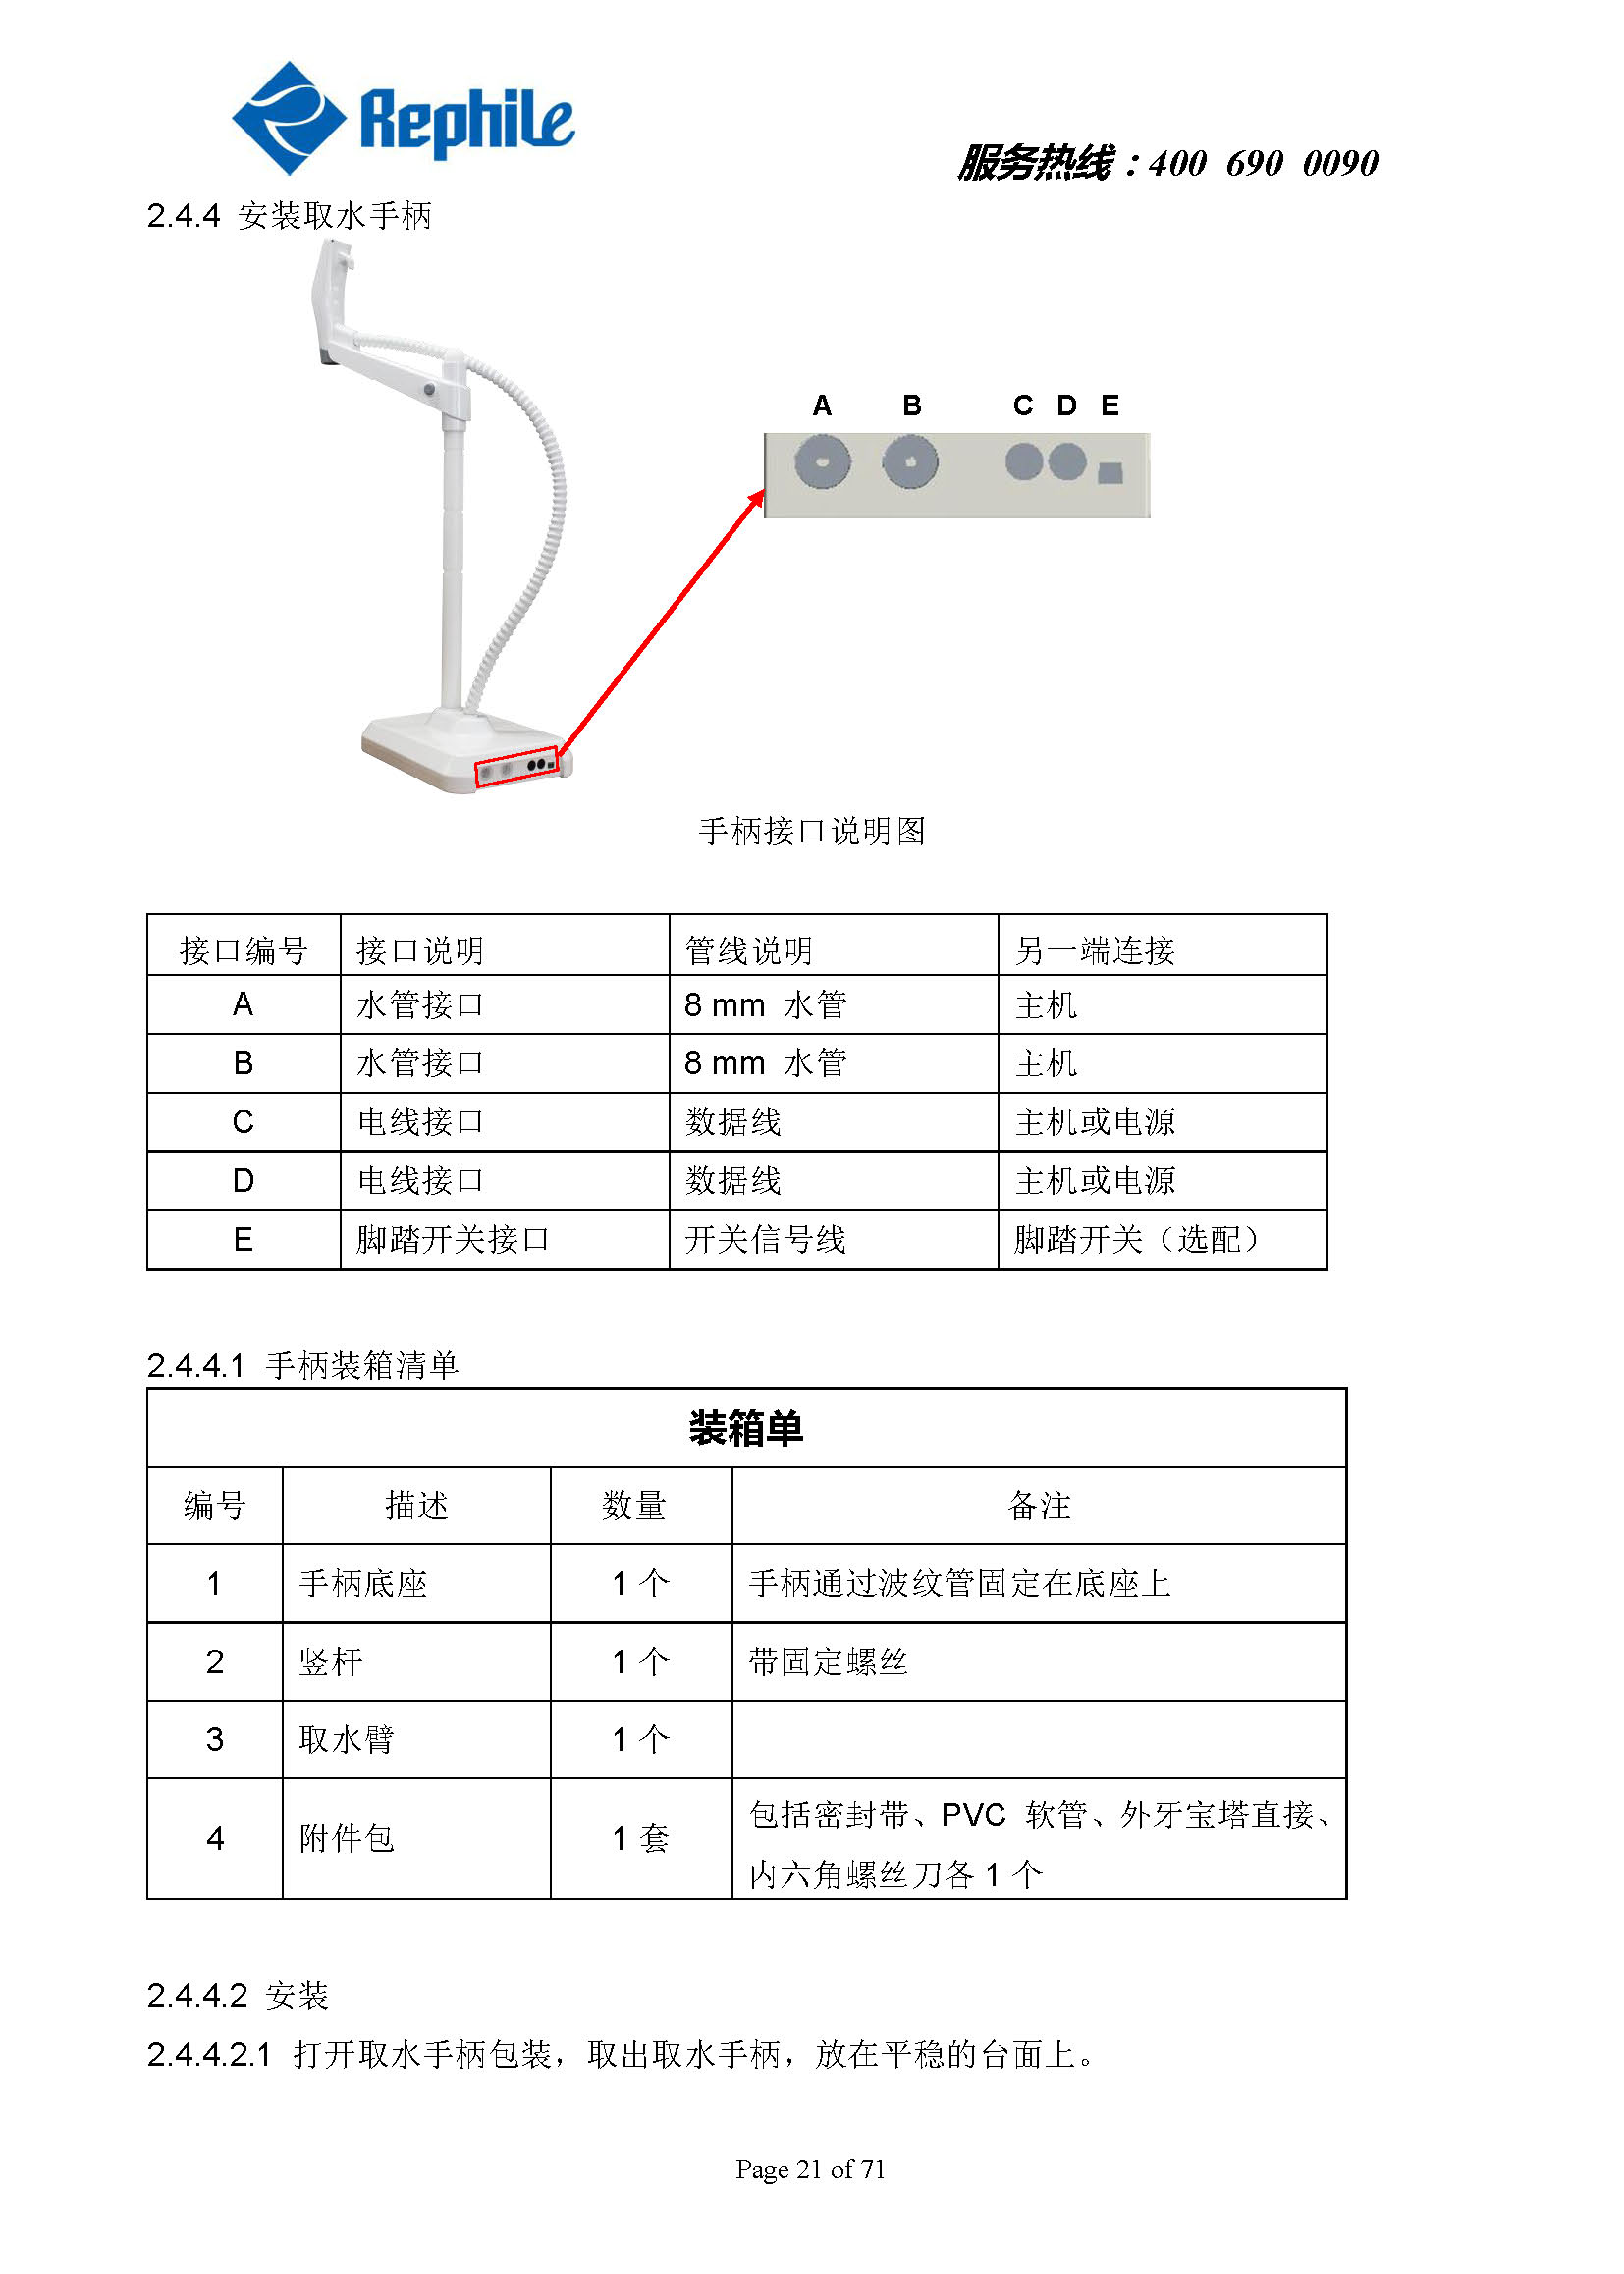 Rephile
服务热线：400 690 0090
2.4.4 安装取水手柄
A B C D E
手柄接口说明图
接口编号 接口说明 管线说明 另一端连接
A 水管接口 8 mm 水管 主机
B 水管接口 8 mm 水管 主机
C 电线接口 数据线 主机或电源
D 电线接口 数据线 主机或电源
E 脚踏开关接口 开关信号线 脚踏开关（选配）
2.4.4.1 手柄装箱清单
装箱单
编号 描述 数量 备注
1 手柄底座 1 个 手柄通过波纹管固定在底座上
2 竖杆 1 个 带固定螺丝
3 取水臂 1 个
4 附件包 1 套 包括密封带、PVC 软管、外牙宝塔直接、
内六角螺丝刀各 1 个
2.4.4.2 安装
2.4.4.2.1 打开取水手柄包装，取出取水手柄，放在平稳的台面上。
Page 21 of 71